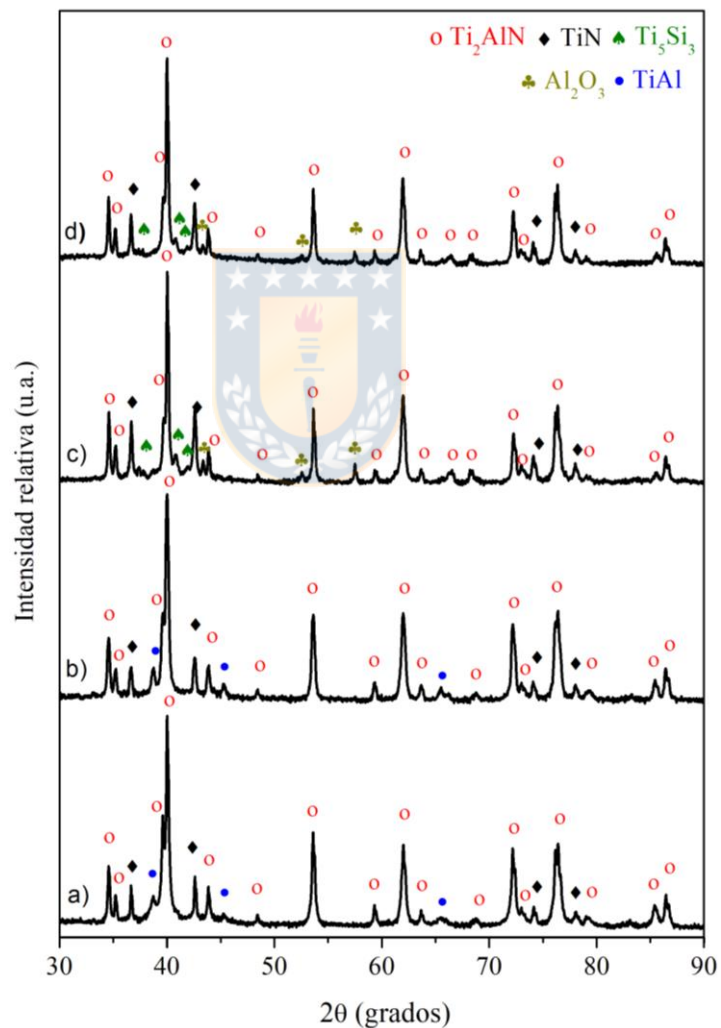 o Ti₂AlN ♦ TiN ♠ Ti₅Si₃
♣ Al₂O₃ • TiAl
d)
c)
b)
a)
Intensidad relativa (u.a.)
30 40 50 60 70 80 90
2θ (grados)